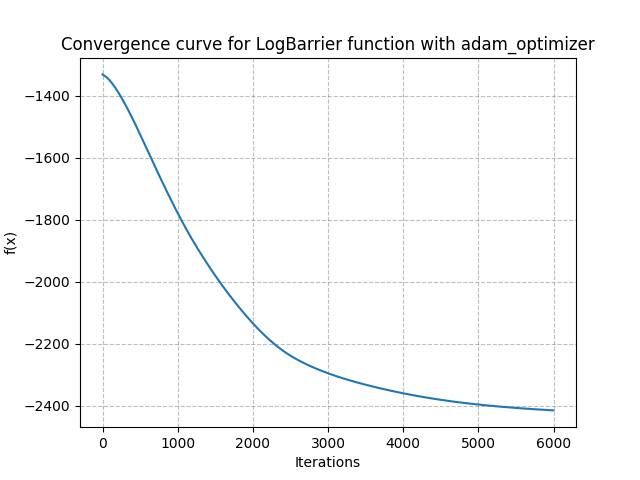 Convergence curve for LogBarrier function with adam_optimizer
f(x)
−1400
−1600
−1800
−2000
−2200
−2400
0 1000 2000 3000 4000 5000 6000
Iterations